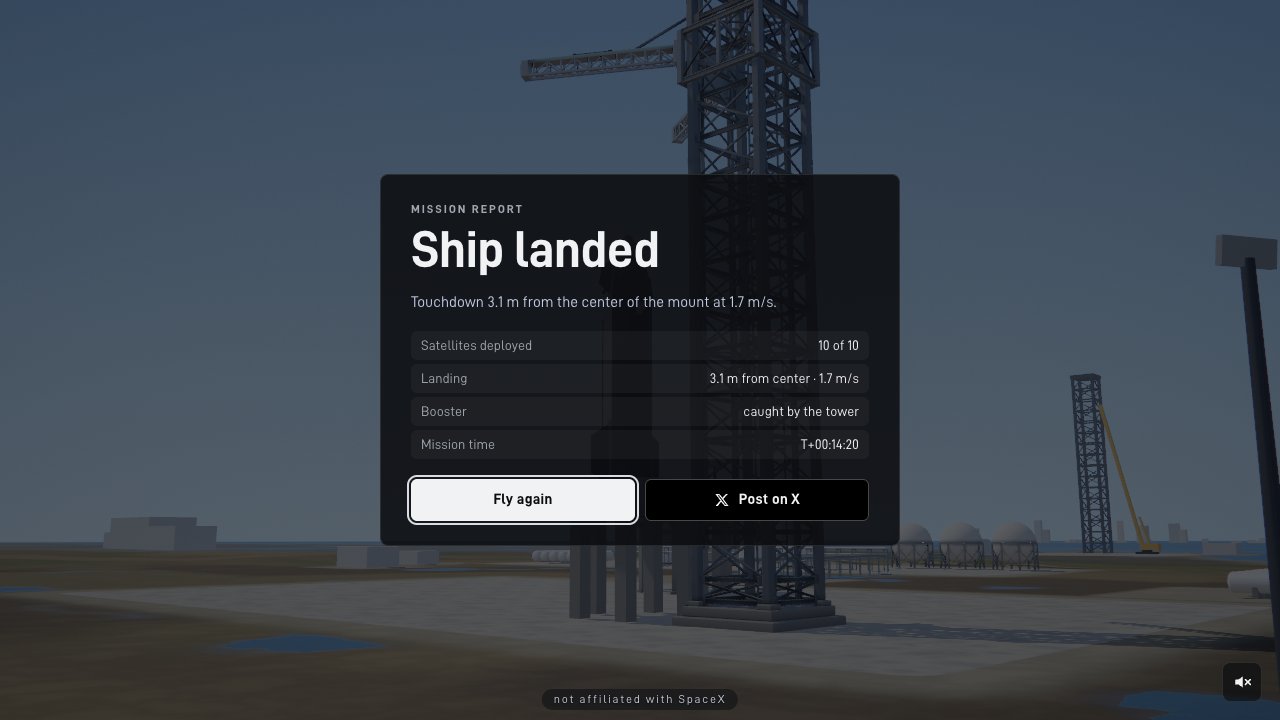 MISSION REPORT
Ship landed
Touchdown 3.1 m from the center of the mount at 1.7 m/s.
Satellites deployed 10 of 10
Landing 3.1 m from center · 1.7 m/s
Booster caught by the tower
Mission time T+00:14:20
Fly again Post on X
not affiliated with SpaceX